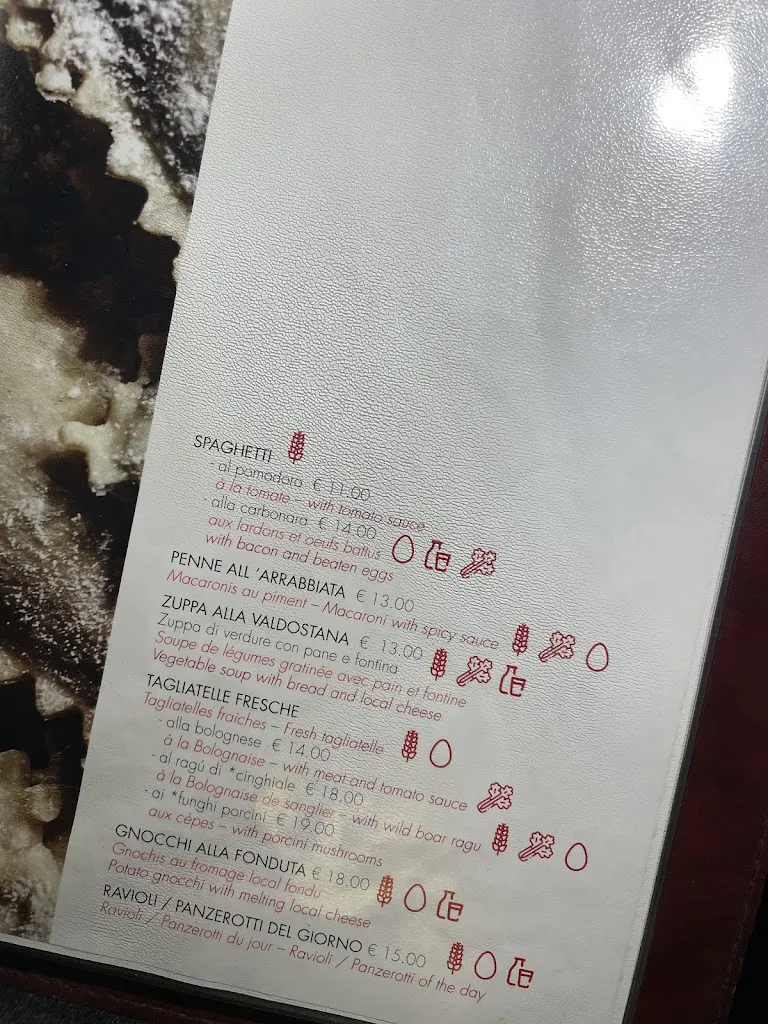 SPAGHETTI
- al pomodoro € 11.00
à la tomate – with tomato sauce
- alla carbonara € 14.00
aux lardons et oeufs battus
with bacon and beaten eggs
PENNE ALL 'ARRABBIATA € 13.00
Macaronis au piment – Macaroni with spicy sauce
ZUPPA ALLA VALDOSTANA € 13.00
Zuppa di verdure con pane e fontina
Soupe de légumes gratinée avec pain et fontine
Vegetable soup with bread and local cheese
TAGLIATELLE FRESCHE
Tagliatelles fraiches – Fresh tagliatelle
- alla bolognese € 14.00
à la Bolognaise – with meat and tomato sauce
- al ragú di *cinghiale € 18.00
à la Bolognaise de sanglier – with wild boar ragu
- ai *funghi porcini € 19.00
aux cèpes – with porcini mushrooms
GNOCCHI ALLA FONDUTA € 18.00
Gnochis au fromage local fondu
Potato gnocchi with melting local cheese
RAVIOLI / PANZEROTTI DEL GIORNO € 15.00
Ravioli / Panzerotti du jour – Ravioli / Panzerotti of the day